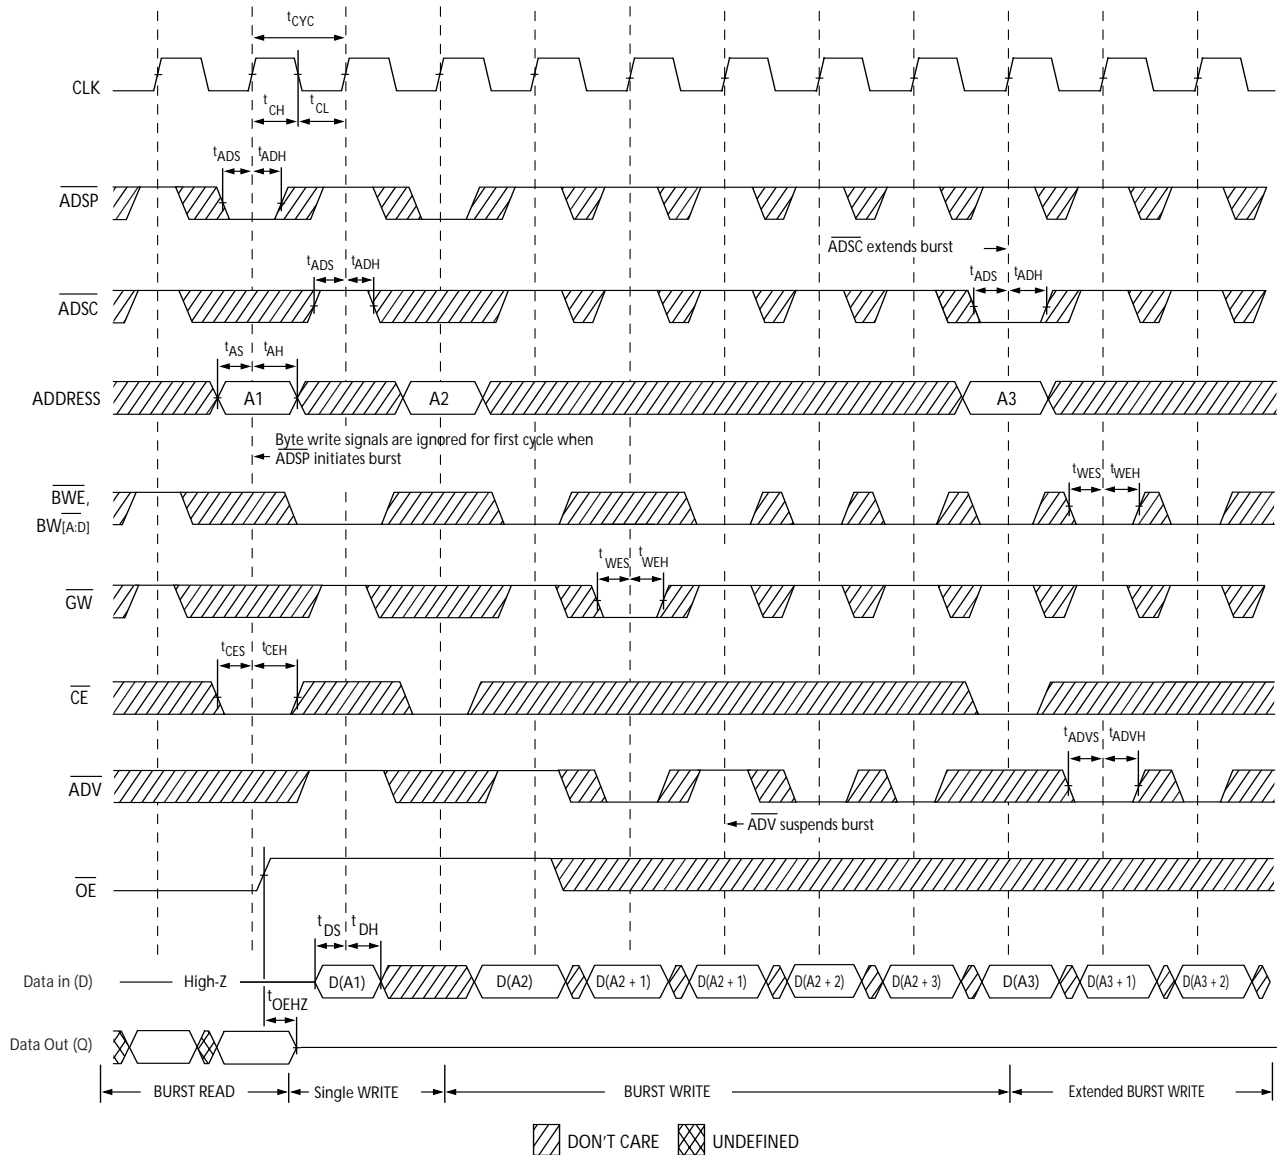 tCYC
CLK
tCH tCL
tADS tADH
ADSP
ADSC extends burst
tADS tADH
tADS tADH
ADSC
tAS tAH
ADDRESS A1 A2 A3
Byte write signals are ignored for first cycle when
ADSP initiates burst
tWES tWEH
BWE,
BW[A:D]
tWES tWEH
GW
tCES tCEH
CE
tADVS tADVH
ADV
ADV suspends burst
OE
tDS tDH
Data in (D) High-Z D(A1) D(A2) D(A2 + 1) D(A2 + 1) D(A2 + 2) D(A2 + 3) D(A3) D(A3 + 1) D(A3 + 2)
tOEHZ
Data Out (Q)
BURST READ Single WRITE BURST WRITE Extended BURST WRITE
DON'T CARE UNDEFINED